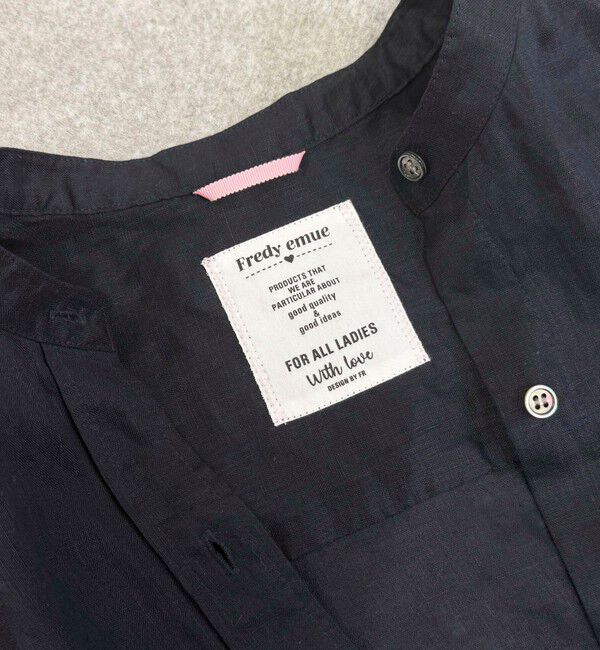 Fredy emue
PRODUCTS THAT
WE ARE
PARTICULAR ABOUT
good quality
&
good ideas
FOR ALL LADIES
With love
DESIGN BY FR